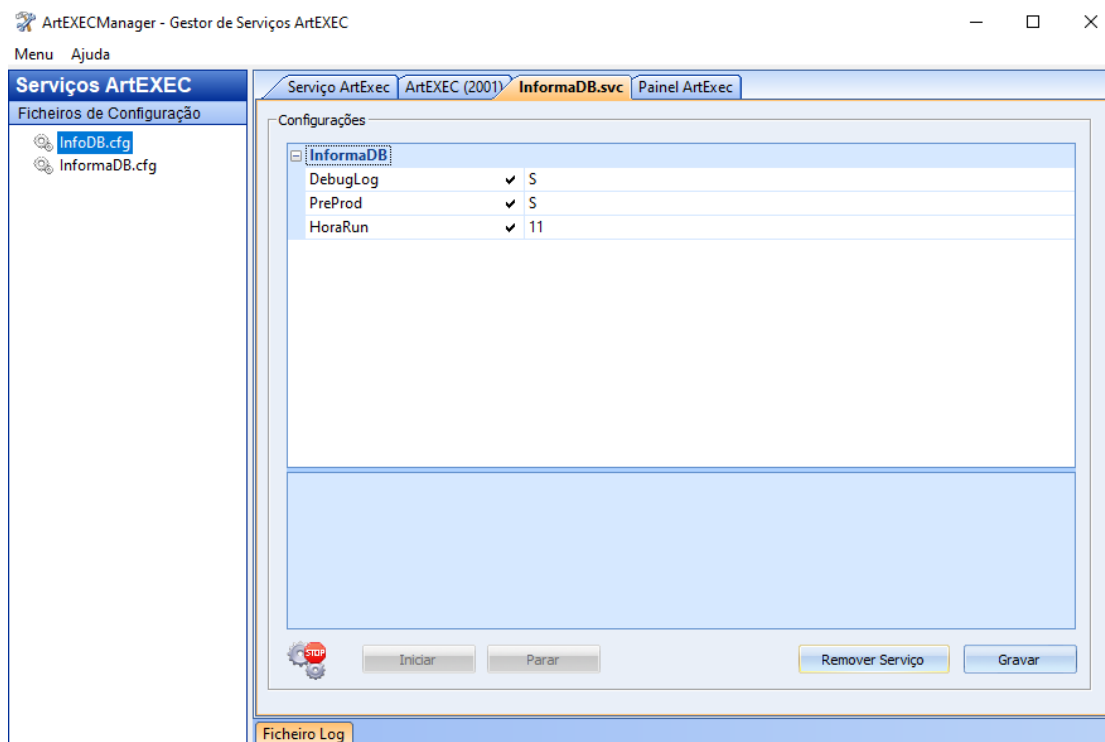 ArtEXECManager - Gestor de Serviços ArtEXEC
Menu Ajuda
Serviços ArtEXEC
Ficheiros de Configuração
InfoDB.cfg
InformaDB.cfg
Serviço ArtExec ArtEXEC (2001) InformaDB.svc Painel ArtExec
Configurações
InformaDB
DebugLog S
PreProd S
HoraRun 11
STOP
Iniciar Parar Remover Serviço Gravar
Ficheiro Log